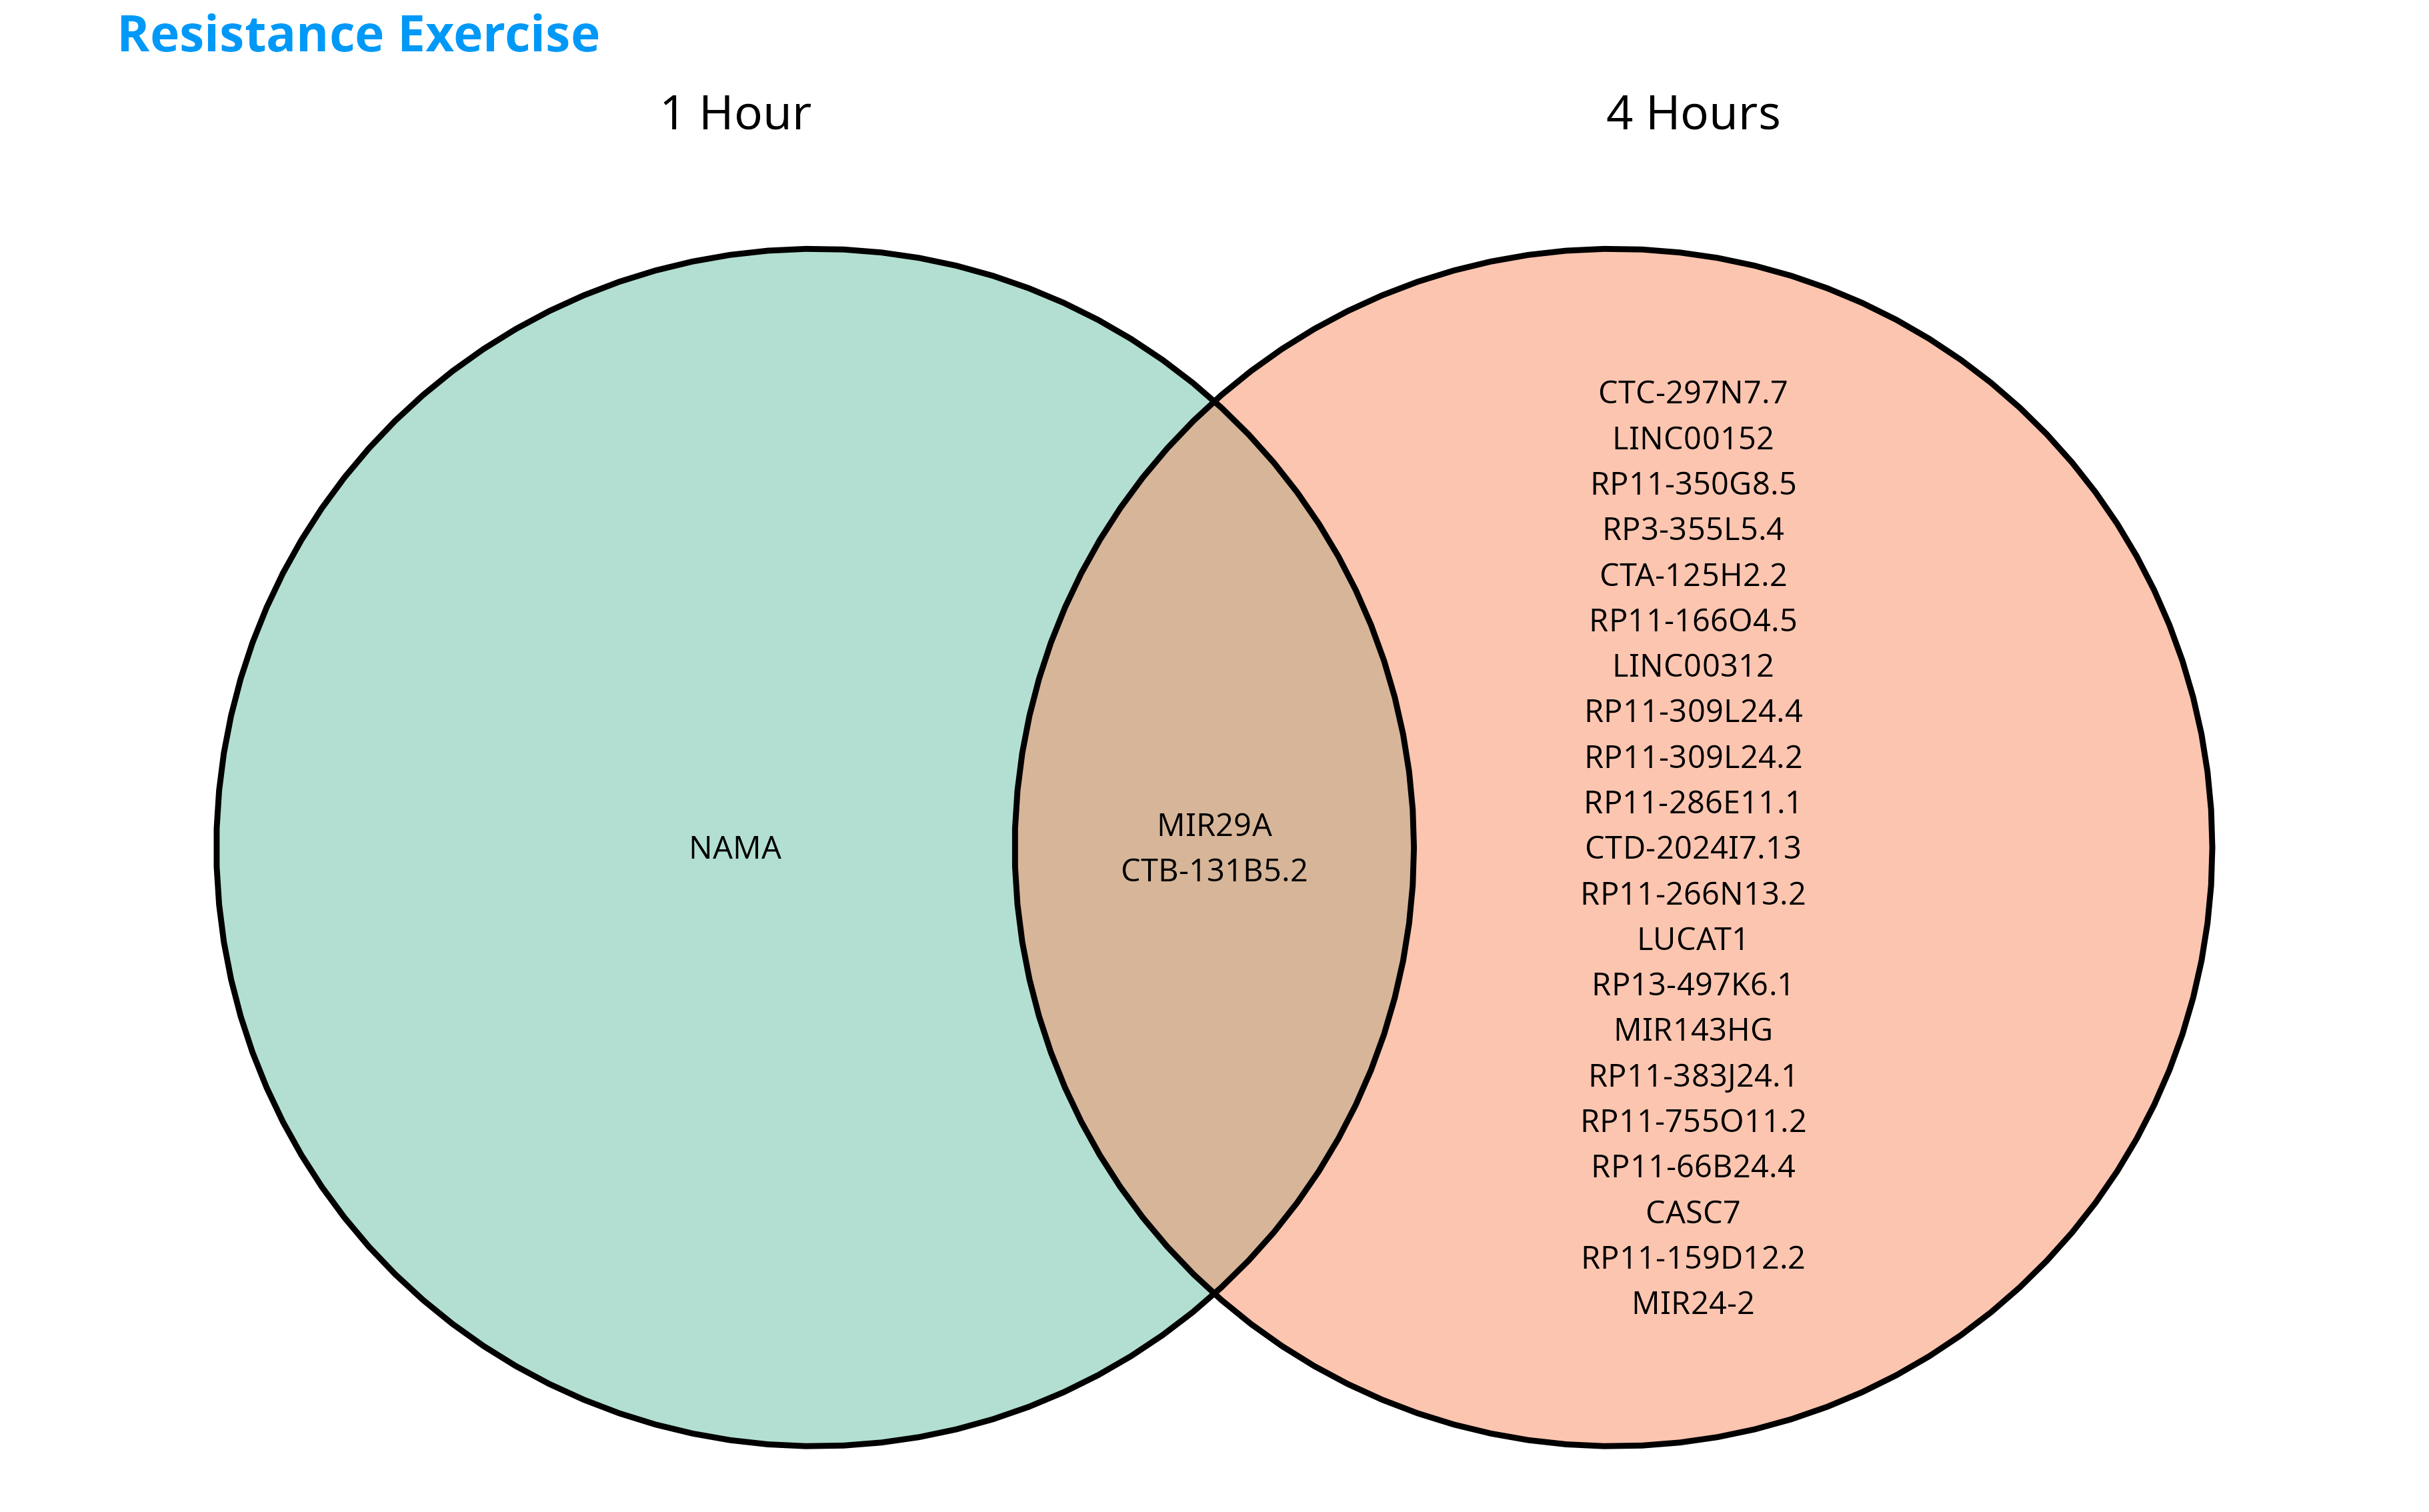 Resistance Exercise
1 Hour
4 Hours
NAMA
MIR29A
CTB-131B5.2
CTC-297N7.7
LINC00152
RP11-350G8.5
RP3-355L5.4
CTA-125H2.2
RP11-166O4.5
LINC00312
RP11-309L24.4
RP11-309L24.2
RP11-286E11.1
CTD-2024I7.13
RP11-266N13.2
LUCAT1
RP13-497K6.1
MIR143HG
RP11-383J24.1
RP11-755O11.2
RP11-66B24.4
CASC7
RP11-159D12.2
MIR24-2